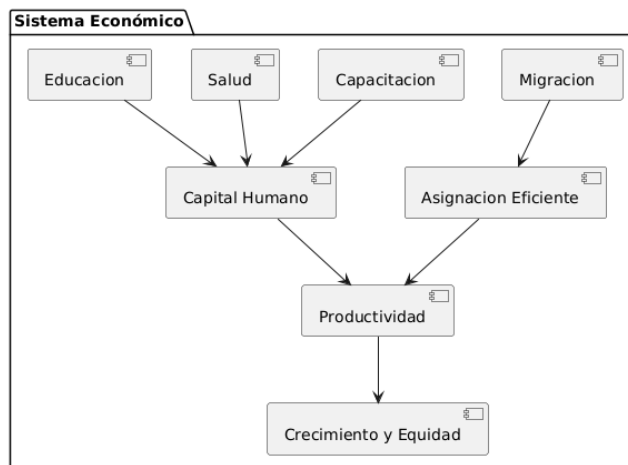 Sistema Económico
Educacion
Salud
Capacitacion
Migracion
Capital Humano
Asignacion Eficiente
Productividad
Crecimiento y Equidad